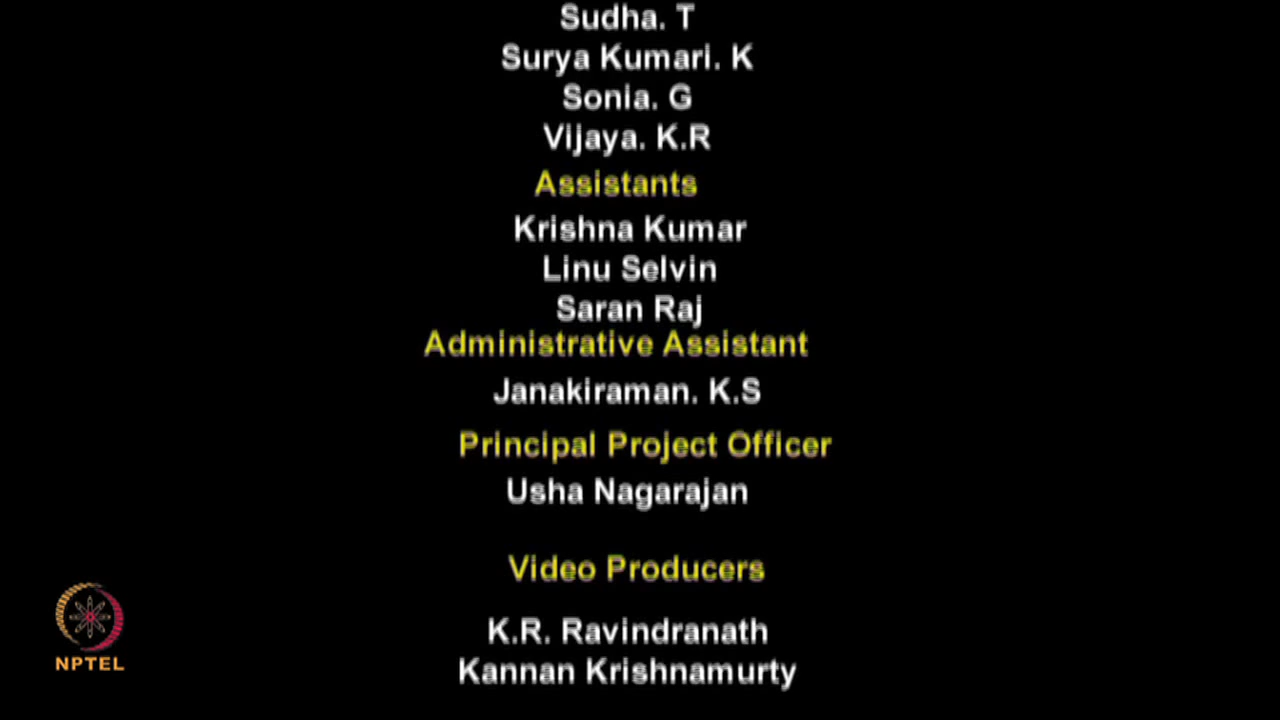 Sudha. T
Surya Kumari. K
Sonia. G
Vijaya. K.R
Assistants
Krishna Kumar
Linu Selvin
Saran Raj
Administrative Assistant
Janakiraman. K.S
Principal Project Officer
Usha Nagarajan
Video Producers
K.R. Ravindranath
Kannan Krishnamurty
NPTEL